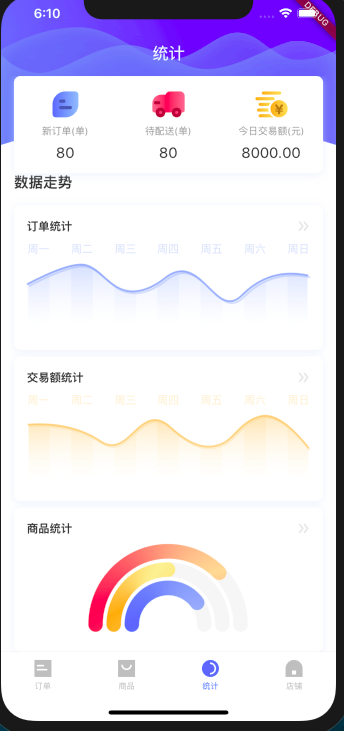 6:10
DEBUG
统计
新订单(单) 待配送(单) 今日交易额(元)
80 80 8000.00
数据走势
订单统计
周一 周二 周三 周四 周五 周六 周日
交易额统计
周一 周二 周三 周四 周五 周六 周日
商品统计
订单 商品 统计 店铺